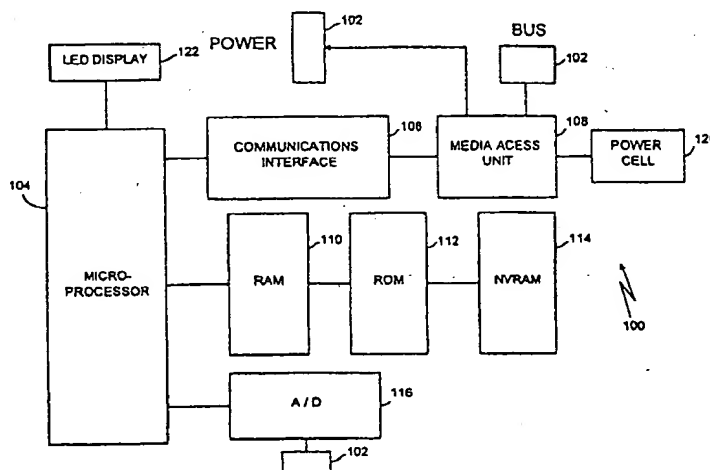 102
POWER
BUS
LED DISPLAY
122
102
106
108
COMMUNICATIONS
INTERFACE
MEDIA ACESS
UNIT
POWER
CELL
104
110
112
114
MICRO-
PROCESSOR
RAM
ROM
NVRAM
100
A / D
116
102